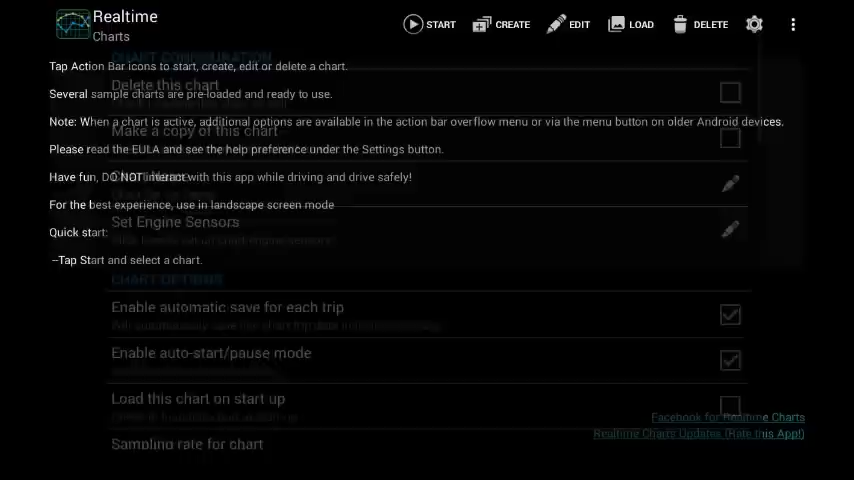 Realtime
Charts
START
CREATE
EDIT
LOAD
DELETE
CHART CONFIGURATION
Tap Action Bar icons to start, create, edit or delete a chart.
Delete this chart
Several sample charts are pre-loaded and ready to use.
Note: When a chart is active, additional options are available in the action bar overflow menu or via the menu button on older Android devices.
Make a copy of this chart
Please read the EULA and see the help preference under the Settings button.
Have fun, DO NOT interact with this app while driving and drive safely!
For the best experience, use in landscape screen mode
Set Engine Sensors
Quick start:
--Tap Start and select a chart.
CHART OPTIONS
Enable automatic save for each trip
Enable auto-start/pause mode
Load this chart on start up
Facebook for Realtime Charts
Realtime Charts Updates (Rate this App!)
Sampling rate for chart